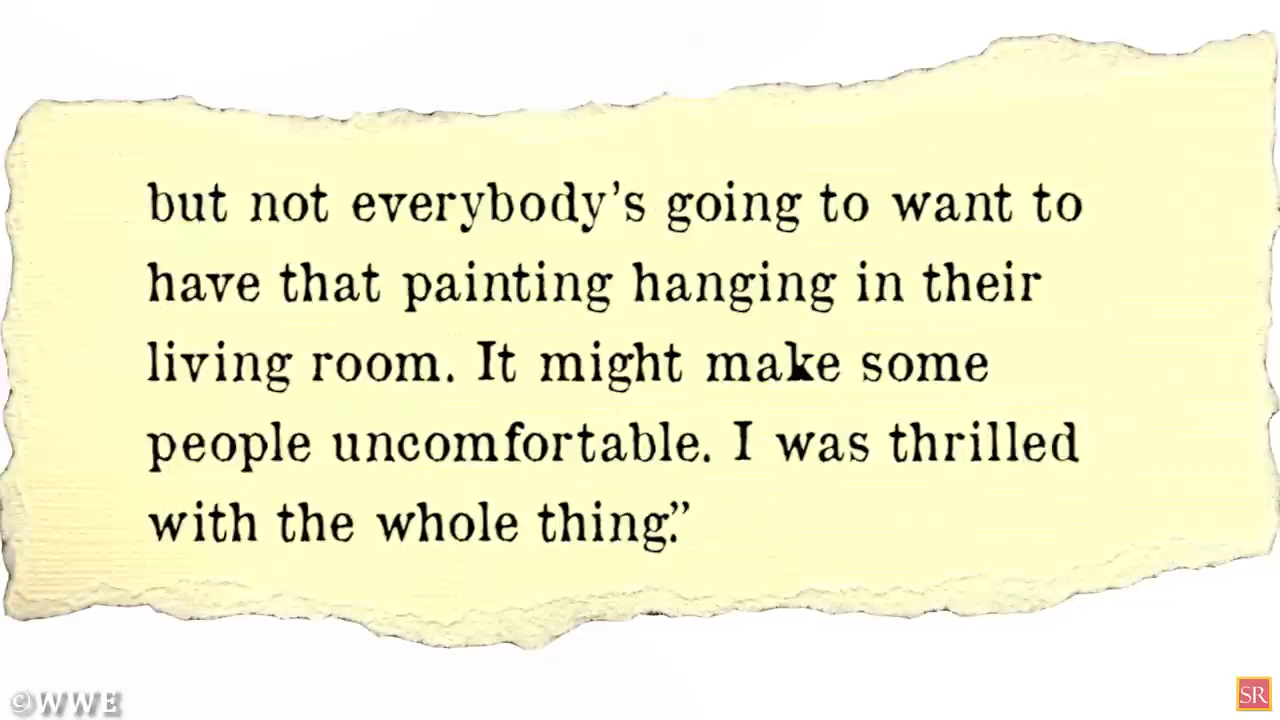 but not everybody's going to want to
have that painting hanging in their
living room. It might make some
people uncomfortable. I was thrilled
with the whole thing."
©WWE
SR